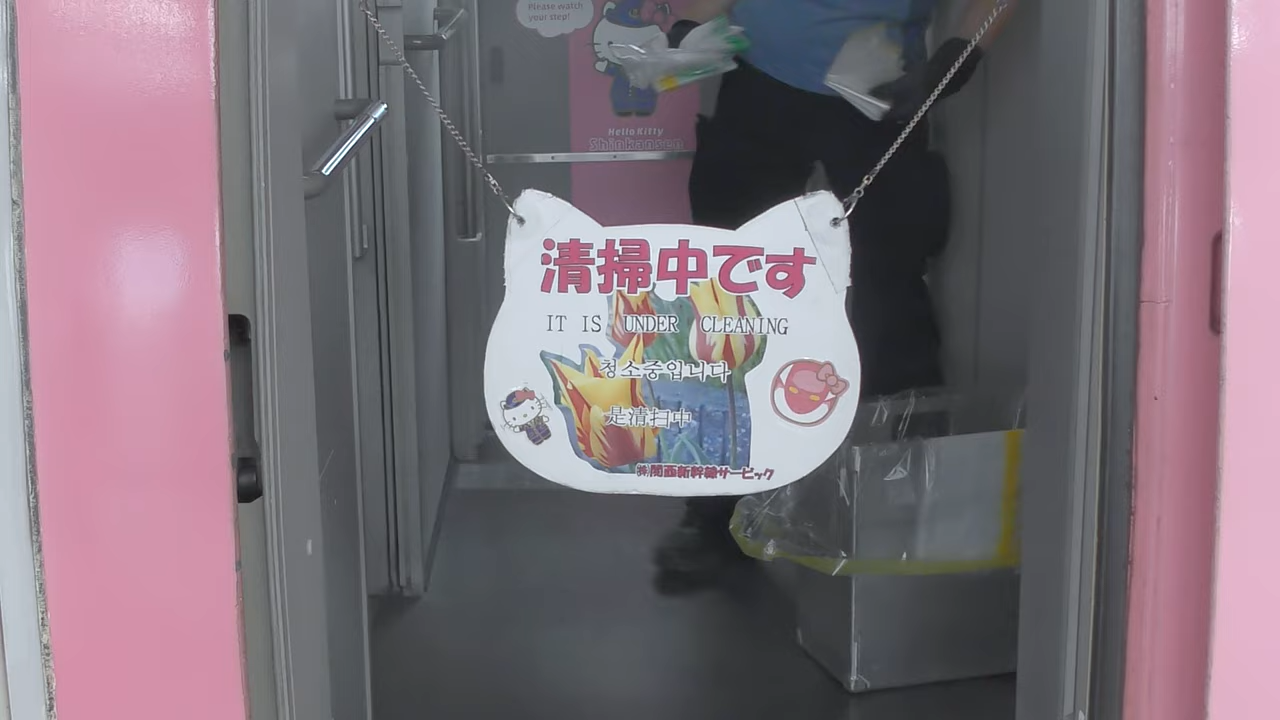 Please watch
your step!
Hello Kitty
Shinkansen
清掃中です
IT IS UNDER CLEANING
청소중입니다
是清扫中
㈱関西新幹線サービック